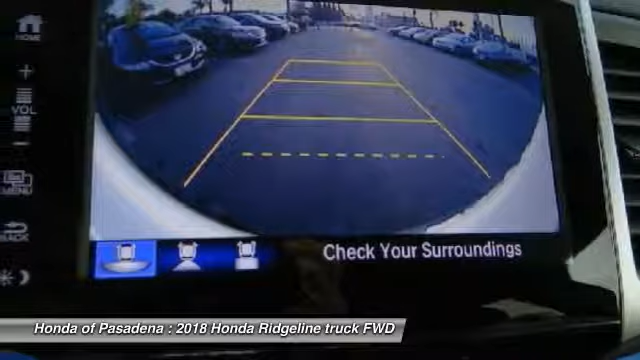 HOME
+
VOL
-
MENU
BACK
Check Your Surroundings
Honda of Pasadena : 2018 Honda Ridgeline truck FWD